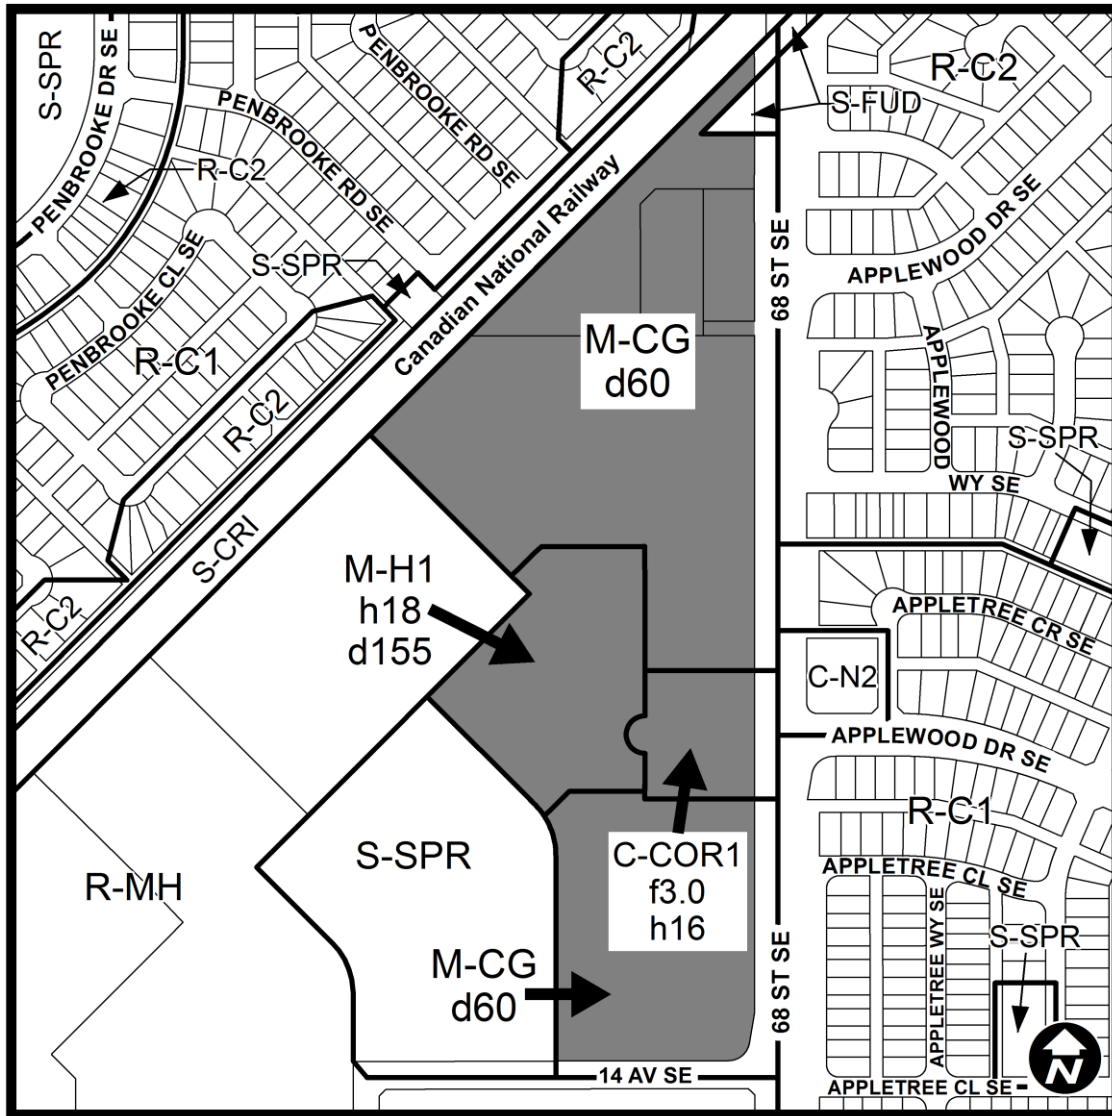 S-SPR
PENBROOKE DR SE
R-C2
PENBROOKE RD SE
PENBROOKE RD SE
R-C2
S-FUD
R-C2
PENBROOKE CL SE
S-SPR
Canadian National Railway
68 ST SE
APPLEWOOD DR SE
R-C1
R-C2
M-CG
d60
APPLEWOOD
WY SE
S-SPR
S-CRI
R-C2
M-H1
h18
d155
APPLETREE CR SE
C-N2
APPLEWOOD DR SE
R-MH
S-SPR
C-COR1
f3.0
h16
R-C1
APPLETREE CL SE
APPLETREE WY SE
S-SPR
M-CG
d60
68 ST SE
14 AV SE
APPLETREE CL SE
N